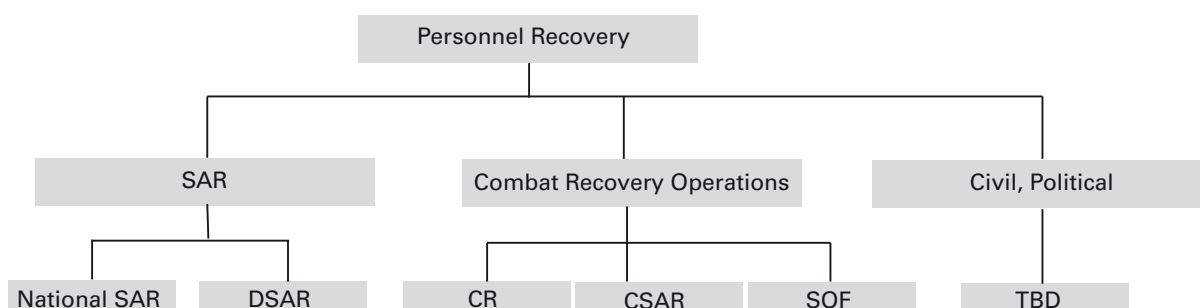 Personnel Recovery
SAR
Combat Recovery Operations
Civil, Political
National SAR
DSAR
CR
CSAR
SOF
TBD